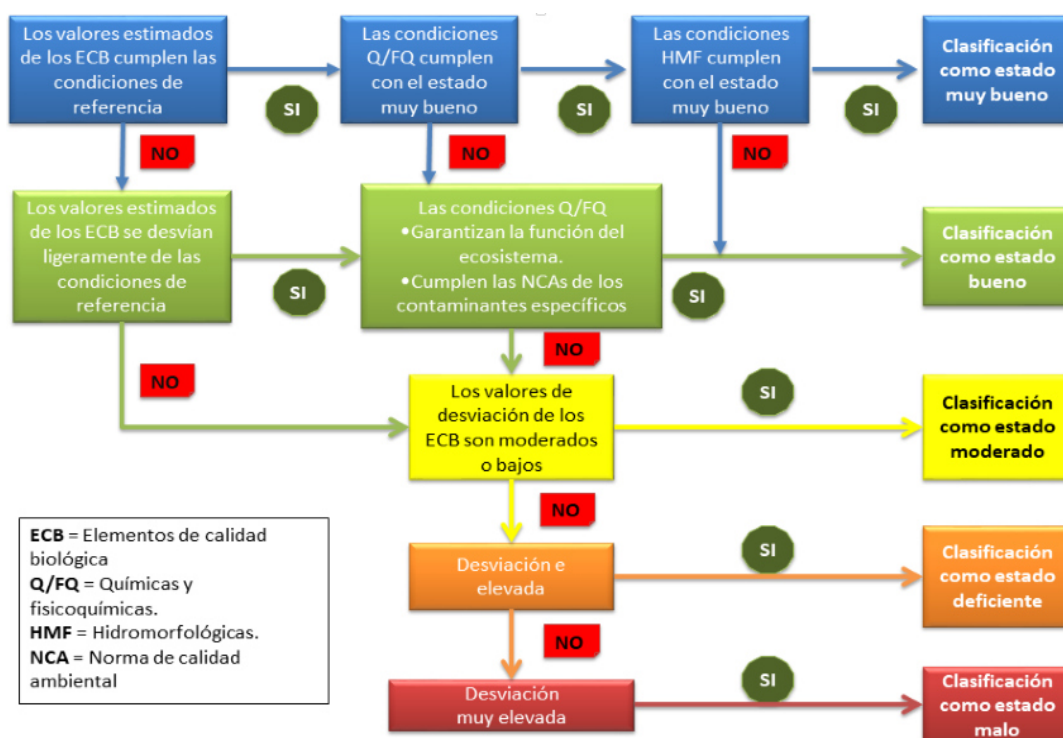 Los valores estimados
de los ECB cumplen las
condiciones de
referencia
SI
Las condiciones
Q/FQ cumplen
con el estado
muy bueno
SI
Las condiciones
HMF cumplen
con el estado
muy bueno
SI
Clasificación
como estado
muy bueno
NO
NO
NO
Los valores estimados
de los ECB se desvían
ligeramente de las
condiciones de
referencia
SI
Las condiciones Q/FQ
•Garantizan la función del
ecosistema.
•Cumplen las NCAs de los
contaminantes específicos
SI
Clasificación
como estado
bueno
NO
NO
Los valores de
desviación de los
ECB son moderados
o bajos
SI
Clasificación
como estado
moderado
NO
Desviación e
elevada
SI
Clasificación
como estado
deficiente
NO
Desviación
muy elevada
SI
Clasificación
como estado
malo
ECB = Elementos de calidad
biológica
Q/FQ = Químicas y
fisicoquímicas.
HMF = Hidromorfológicas.
NCA = Norma de calidad
ambiental